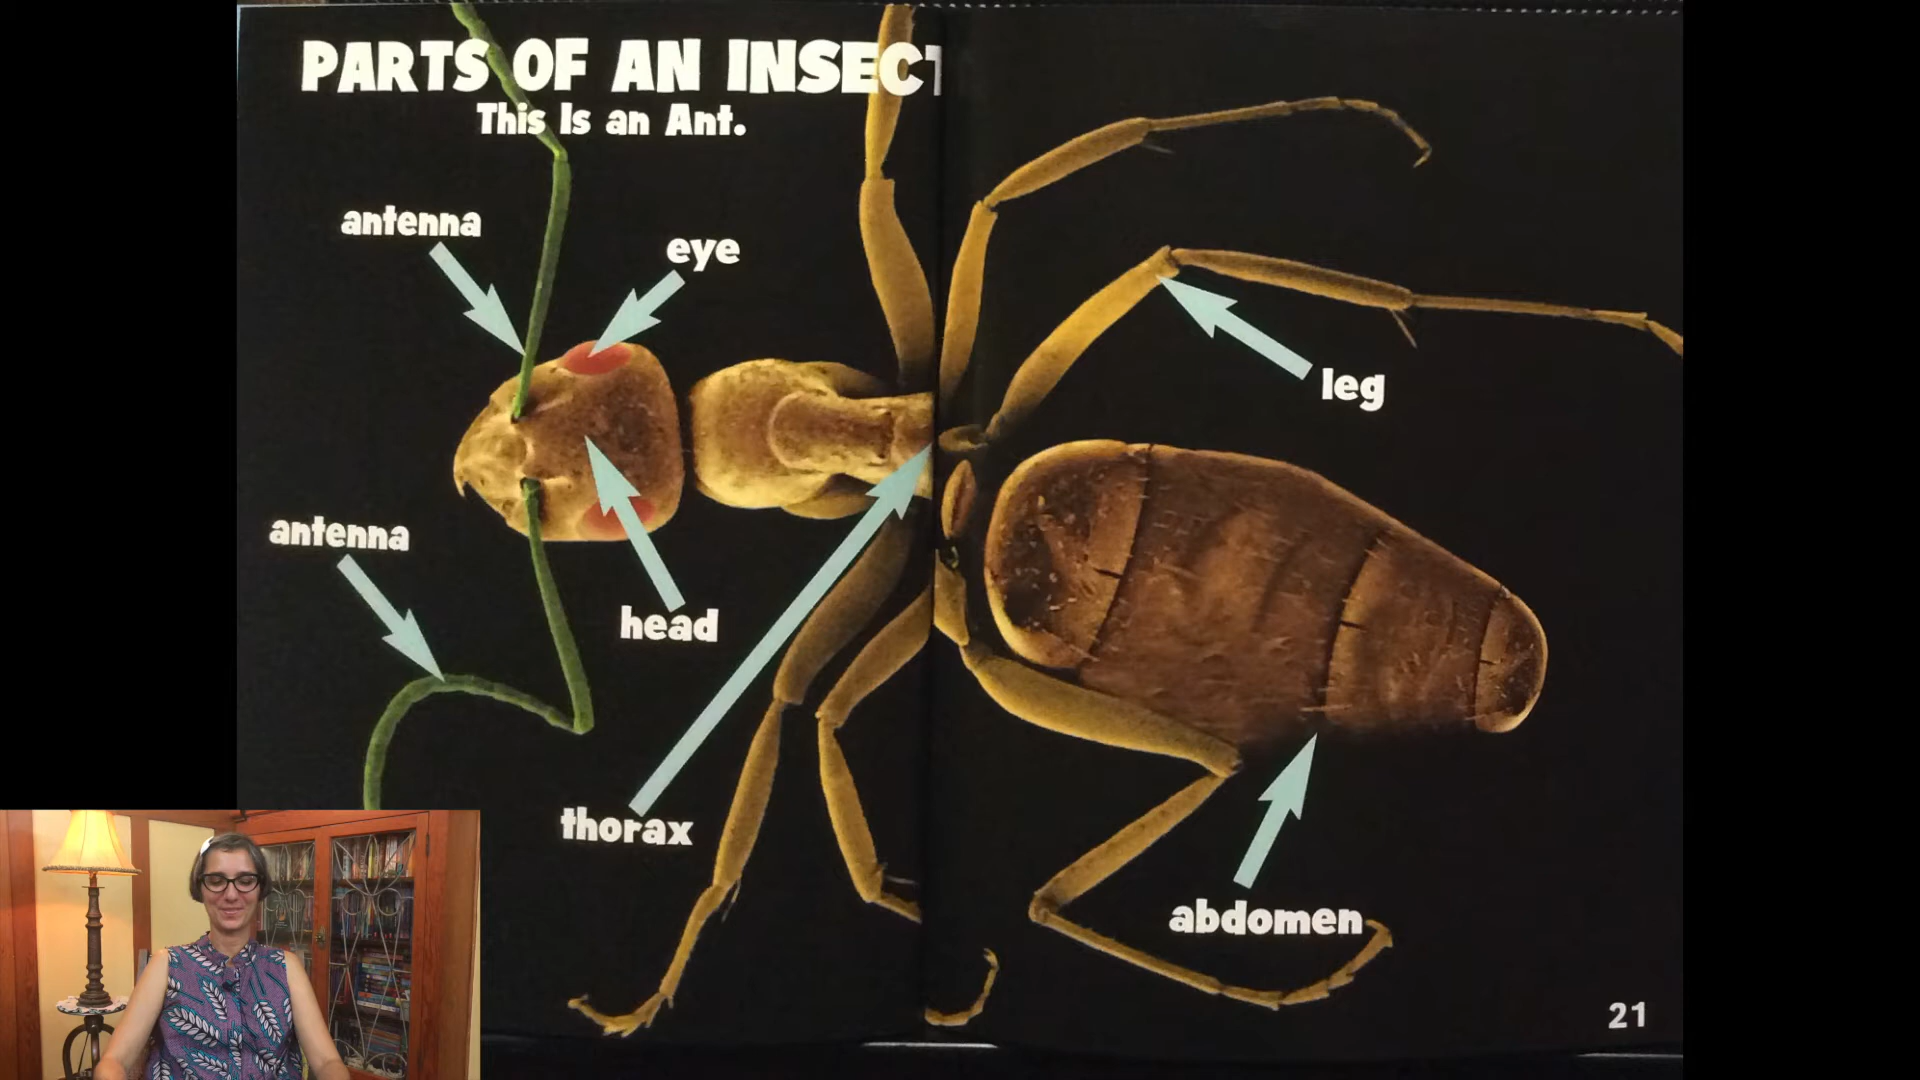 PARTS OF AN INSECT
This Is an Ant.
antenna
eye
leg
antenna
head
thorax
abdomen
21